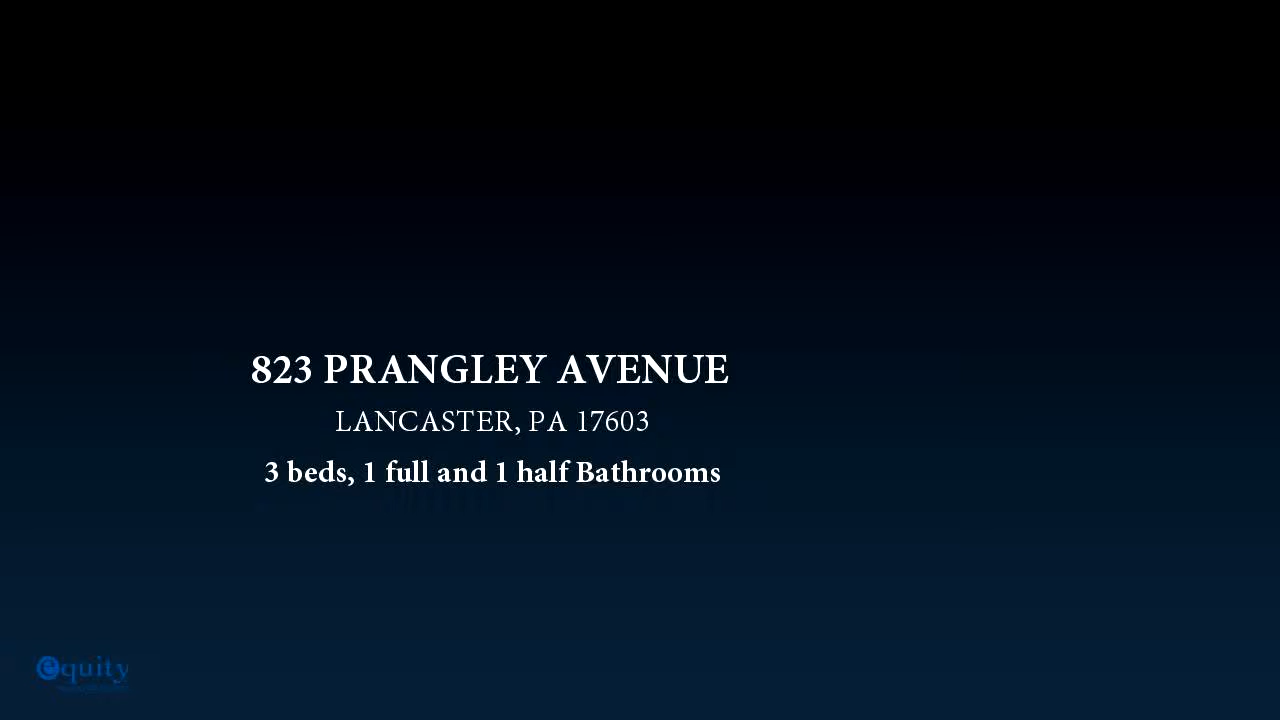 823 PRANGLEY AVENUE
LANCASTER, PA 17603
3 beds, 1 full and 1 half Bathrooms
equity